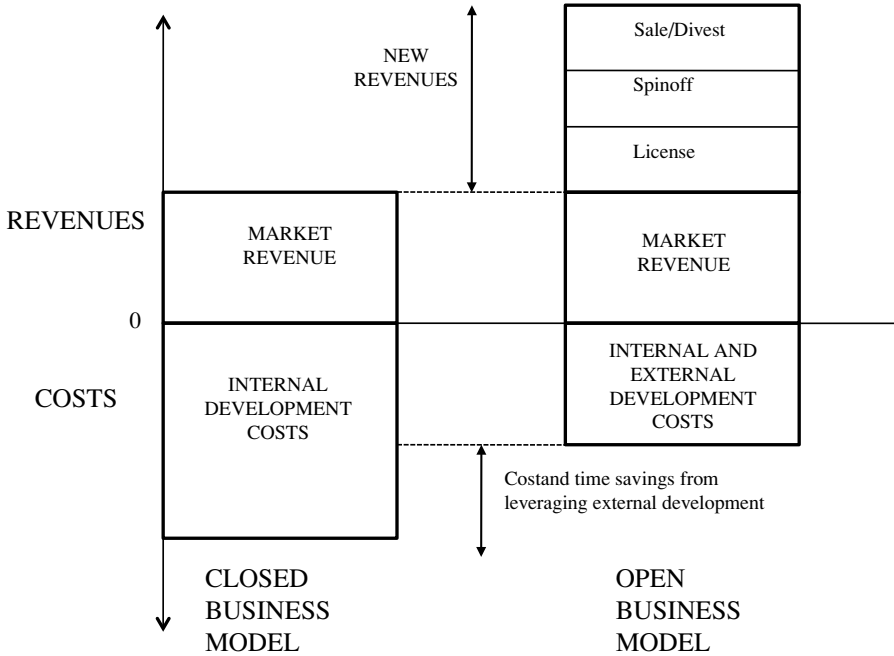 Sale/Divest
NEW
REVENUES
Spinoff
License
REVENUES
MARKET
REVENUE
MARKET
REVENUE
0
COSTS
INTERNAL
DEVELOPMENT
COSTS
INTERNAL AND
EXTERNAL
DEVELOPMENT
COSTS
Costand time savings from
leveraging external development
CLOSED
BUSINESS
MODEL
OPEN
BUSINESS
MODEL